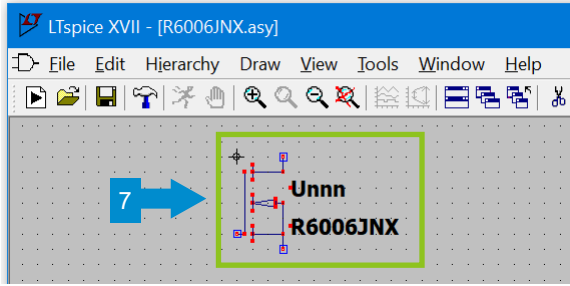 LTspice XVII - [R6006JNX.asy]
File Edit Hierarchy Draw View Tools Window Help
7
Unnn
R6006JNX